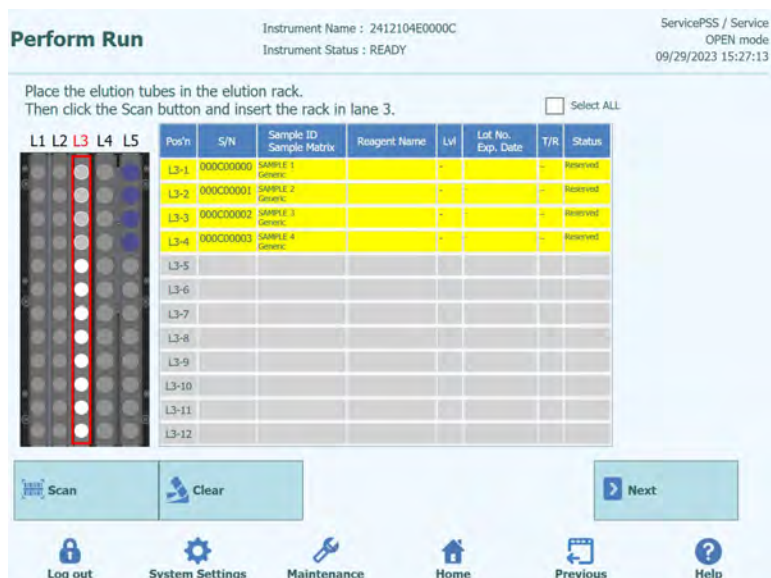 Perform Run
Instrument Name : 2412104E0000C
Instrument Status : READY
ServicePSS / Service
OPEN mode
09/29/2023 15:27:13
Place the elution tubes in the elution rack.
Then click the Scan button and insert the rack in lane 3.
Select ALL
L1 L2 L3 L4 L5
Pos'n S/N Sample ID Sample Matrix Reagent Name Lvl Lot No. Exp. Date T/R Status
L3-1 000C00000 SAMPLE 1 Generic - - - Reserved
L3-2 000C00001 SAMPLE 2 Generic - - - Reserved
L3-3 000C00002 SAMPLE 3 Generic - - - Reserved
L3-4 000C00003 SAMPLE 4 Generic - - - Reserved
L3-5
L3-6
L3-7
L3-8
L3-9
L3-10
L3-11
L3-12
Scan
Clear
Next
Log out
System Settings
Maintenance
Home
Previous
Help